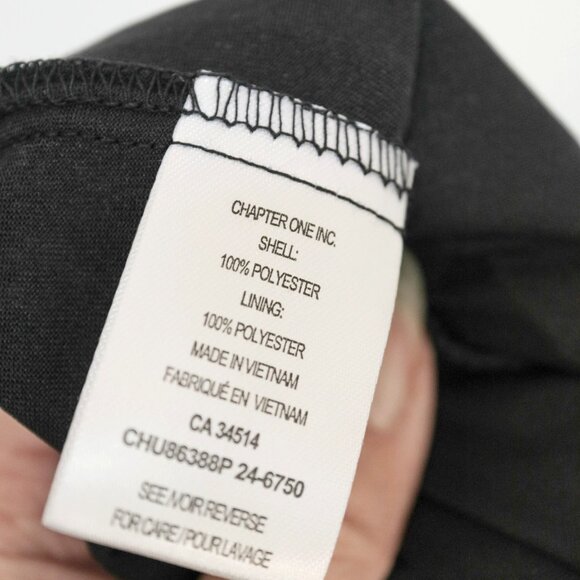 CHAPTER ONE INC.
SHELL:
100% POLYESTER
LINING:
100% POLYESTER
MADE IN VIETNAM
FABRIQUÉ EN VIETNAM
CA 34514
CHU86388P 24-6750
SEE/VOIR REVERSE
FOR CARE/POUR LAVAGE